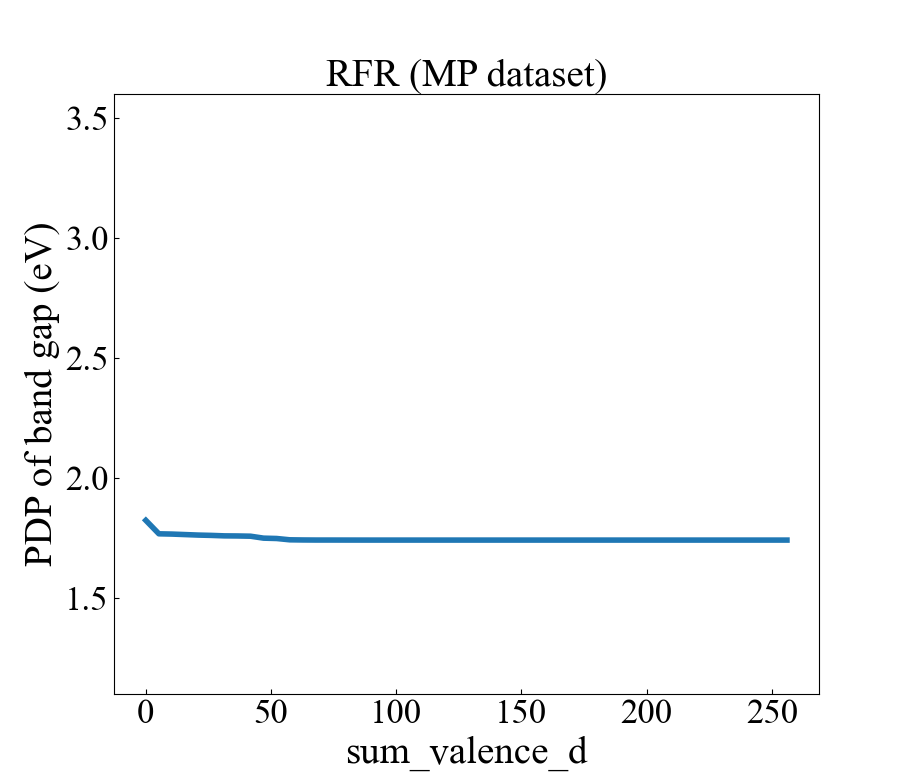 RFR (MP dataset)
PDP of band gap (eV)
3.5
3.0
2.5
2.0
1.5
0 50 100 150 200 250
sum_valence_d